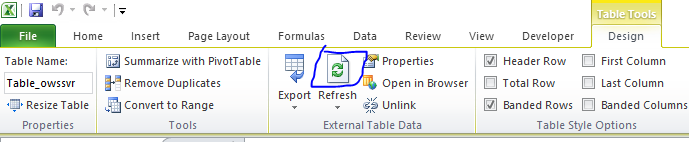 Table Tools
File Home Insert Page Layout Formulas Data Review View Developer Design
Table Name: Summarize with PivotTable Properties Header Row First Column
Table_owssvr Remove Duplicates Open in Browser Total Row Last Column
Resize Table Convert to Range Export Refresh Unlink Banded Rows Banded Columns
Properties Tools External Table Data Table Style Options